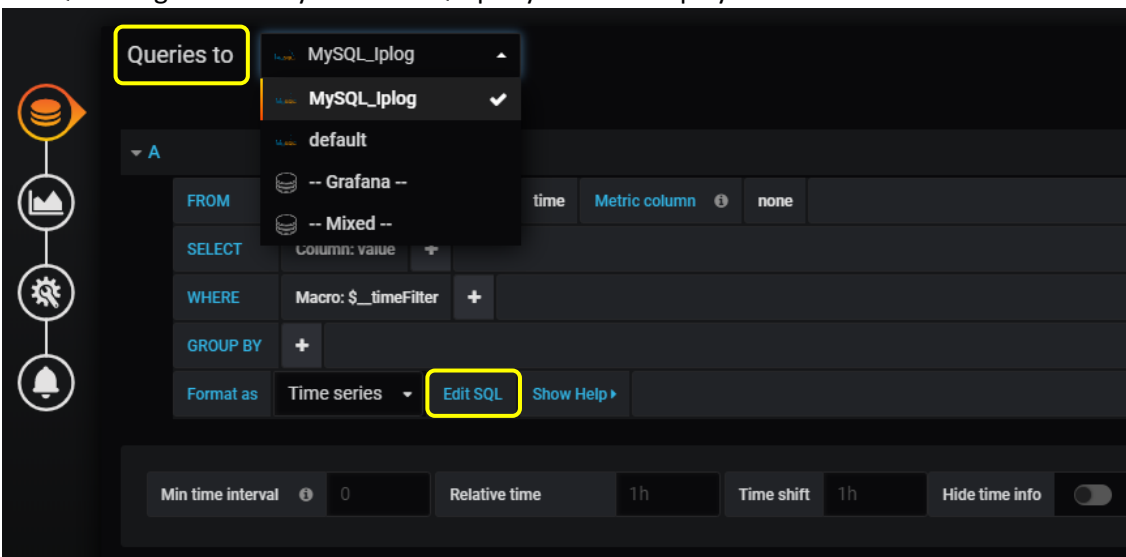 Queries to MySQL_Iplog
MySQL_Iplog
default
A
-- Grafana --
FROM time Metric column none
-- Mixed --
SELECT Column: value +
WHERE Macro: $__timeFilter +
GROUP BY +
Format as Time series Edit SQL Show Help
Min time interval 0 Relative time 1h Time shift 1h Hide time info